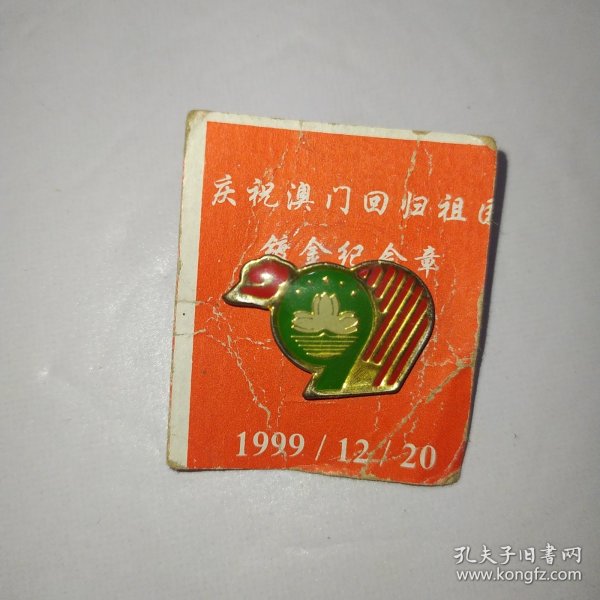 庆祝澳门回归祖国
镀金纪念章
1999 / 12 / 20
孔夫子旧书网
www.kongfz.com